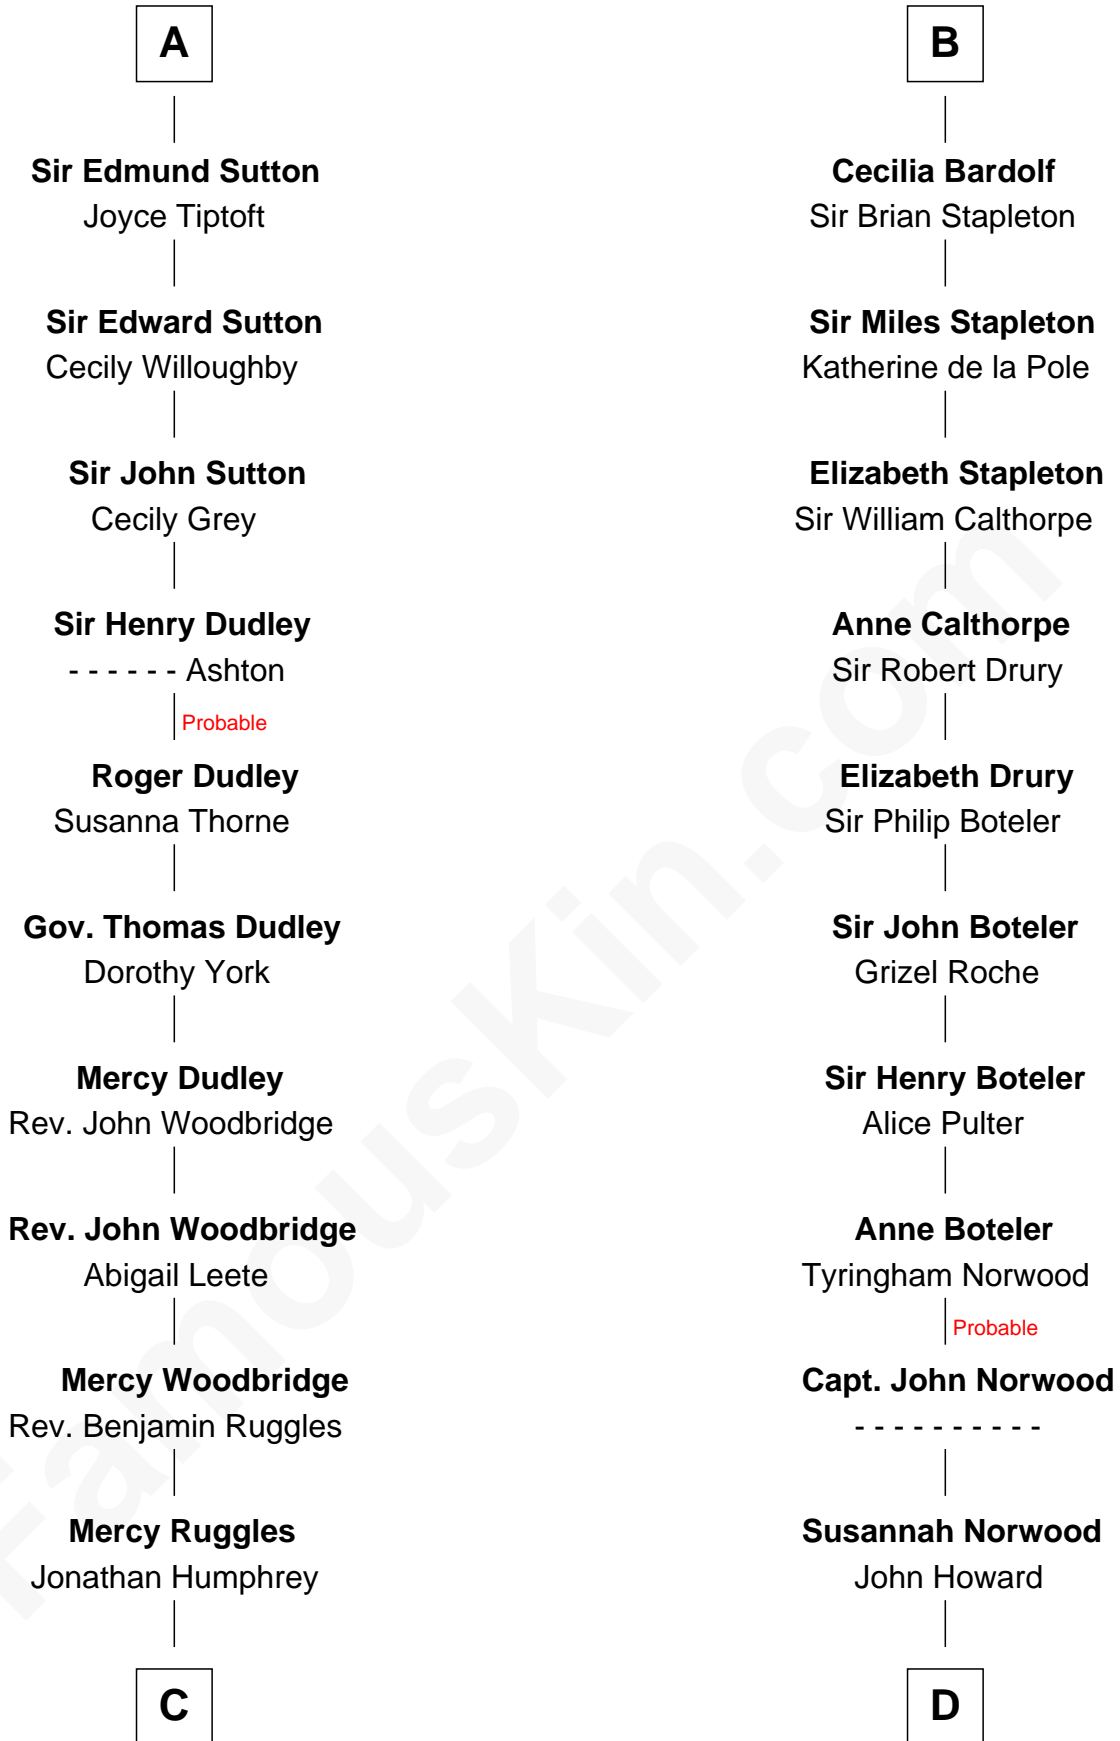 A
Sir Edmund Sutton
Joyce Tiptoft
Sir Edward Sutton
Cecily Willoughby
Sir John Sutton
Cecily Grey
Sir Henry Dudley
- - - - - - Ashton
Probable
Roger Dudley
Susanna Thorne
Gov. Thomas Dudley
Dorothy York
Mercy Dudley
Rev. John Woodbridge
Rev. John Woodbridge
Abigail Leete
Mercy Woodbridge
Rev. Benjamin Ruggles
Mercy Ruggles
Jonathan Humphrey
C
B
Cecilia Bardolf
Sir Brian Stapleton
Sir Miles Stapleton
Katherine de la Pole
Elizabeth Stapleton
Sir William Calthorpe
Anne Calthorpe
Sir Robert Drury
Elizabeth Drury
Sir Philip Boteler
Sir John Boteler
Grizel Roche
Sir Henry Boteler
Alice Pulter
Anne Boteler
Tyringham Norwood
Probable
Capt. John Norwood
- - - - - - - - - -
Susannah Norwood
John Howard
D
FamousKin.com